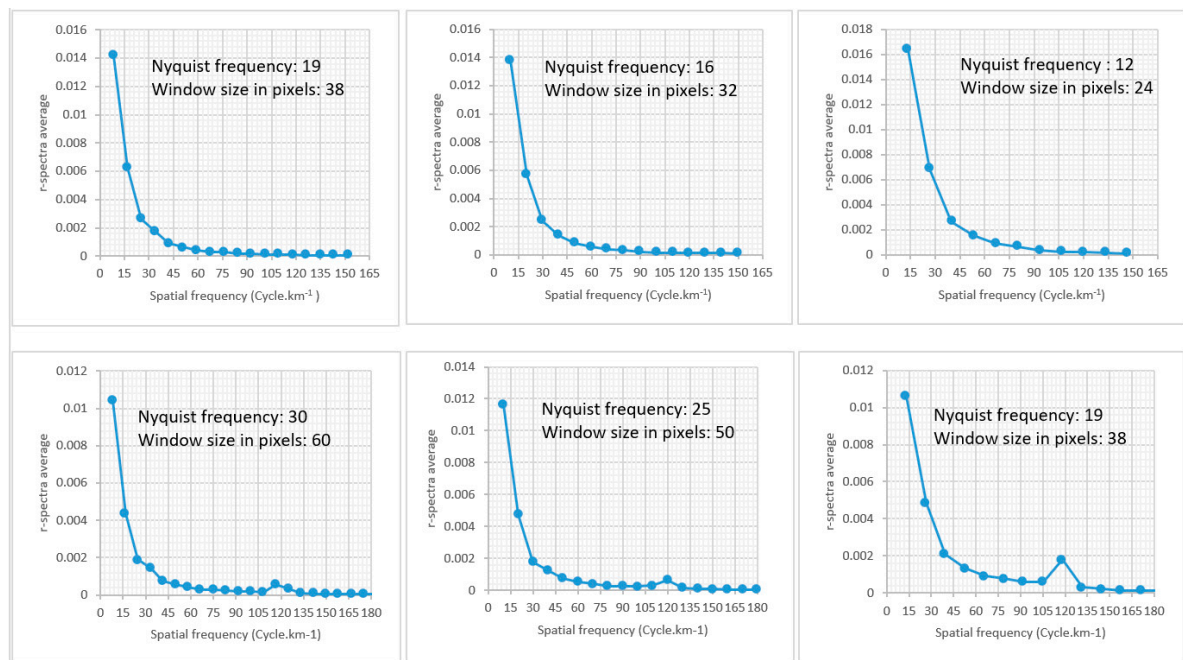 0.016
0.014
0.012
0.01
0.008
0.006
0.004
0.002
0
r-spectra average
Nyquist frequency: 19
Window size in pixels: 38
0 15 30 45 60 75 90 105 120 135 150 165
Spatial frequency (Cycle.km-1 )
0.016
0.014
0.012
0.01
0.008
0.006
0.004
0.002
0
r-spectra average
Nyquist frequency: 16
Window size in pixels: 32
0 15 30 45 60 75 90 105 120 135 150 165
Spatial frequency (Cycle.km-1)
0.018
0.016
0.014
0.012
0.01
0.008
0.006
0.004
0.002
0
r-spectra average
Nyquist frequency : 12
Window size in pixels: 24
0 15 30 45 60 75 90 105 120 135 150 165
Spatial frequency (Cycle.km-1)
0.012
0.01
0.008
0.006
0.004
0.002
0
r-spectra average
Nyquist frequency: 30
Window size in pixels: 60
0 15 30 45 60 75 90 105 120 135 150 165 180
Spatial frequency (Cycle.km-1)
0.014
0.012
0.01
0.008
0.006
0.004
0.002
0
r-spectra average
Nyquist frequency: 25
Window size in pixels: 50
0 15 30 45 60 75 90 105 120 135 150 165 180
Spatial frequency (Cycle.km-1)
0.012
0.01
0.008
0.006
0.004
0.002
0
r-spectra average
Nyquist frequency: 19
Window size in pixels: 38
0 15 30 45 60 75 90 105 120 135 150 165 180
Spatial frequency (Cycle.km-1)